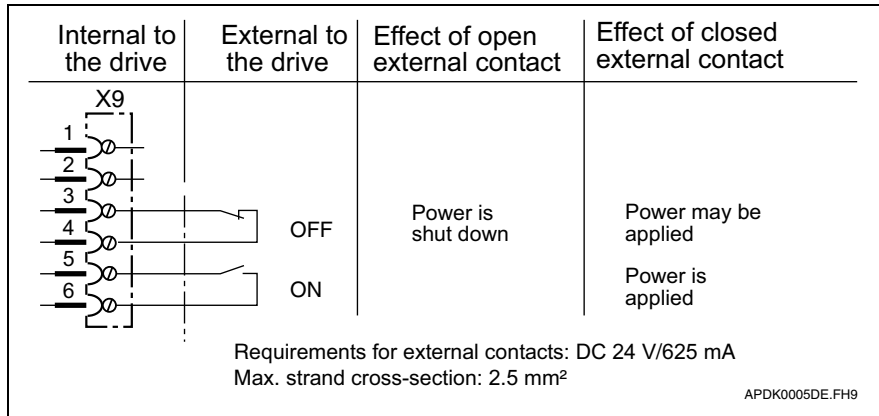 Internal to
the drive
External to
the drive
Effect of open
external contact
Effect of closed
external contact
X9
1
2
3
4
5
6
OFF
Power is
shut down
Power may be
applied
ON
Power is
applied
Requirements for external contacts: DC 24 V/625 mA
Max. strand cross-section: 2.5 mm²
APDK0005DE.FH9